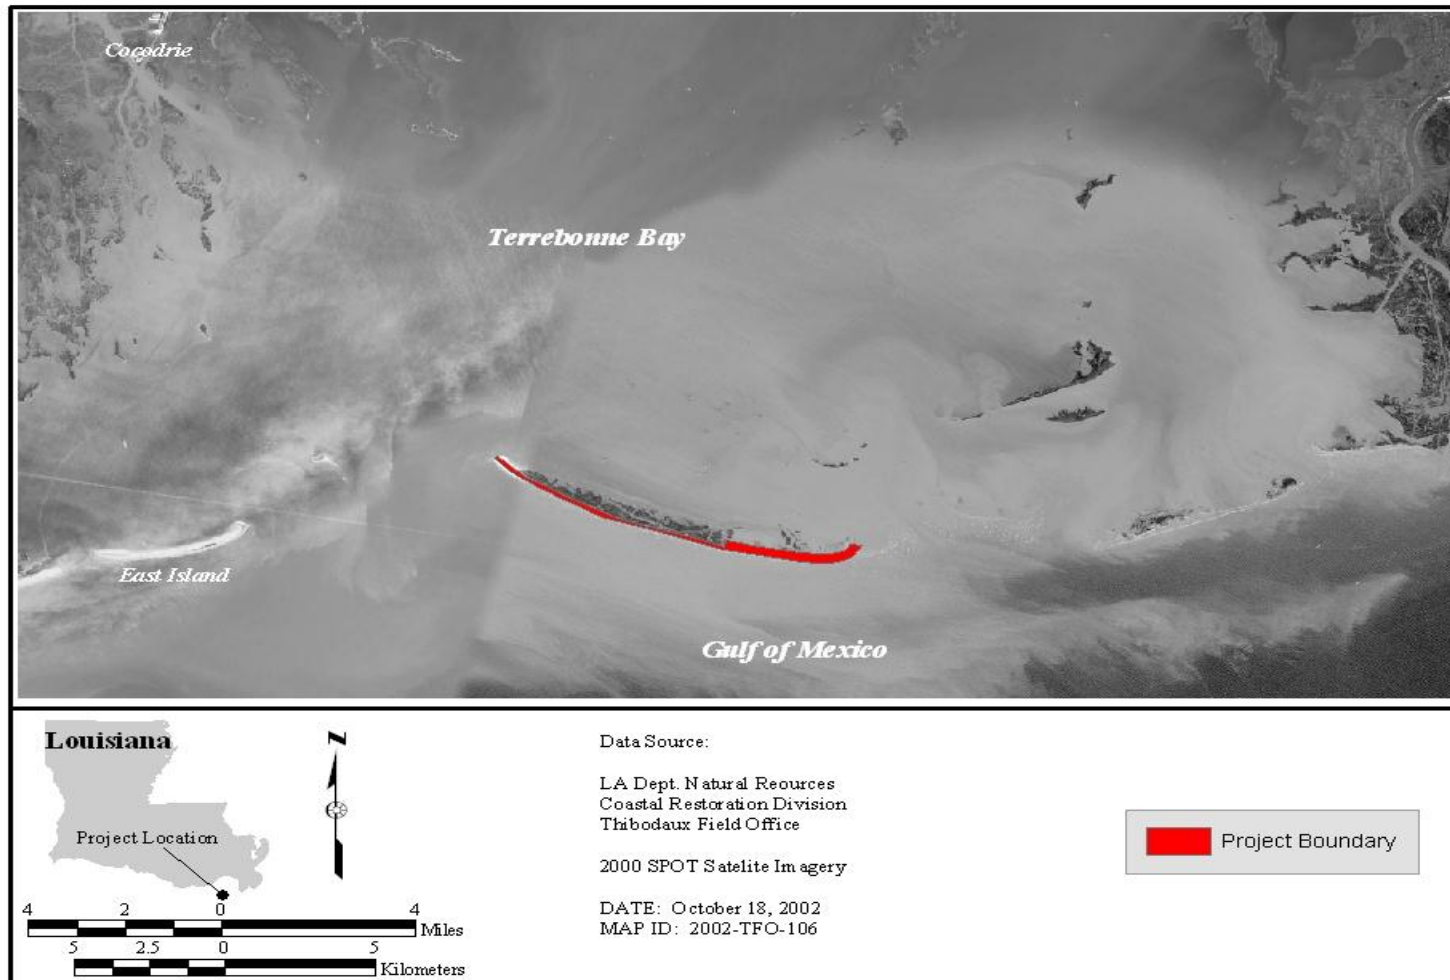 Cocodrie
Terrebonne Bay
East Island
Gulf of Mexico
Louisiana
Project Location
N
4 2 0 4
Miles
5 2.5 0 5
Kilometers
Data Source:
LA Dept. Natural Reources
Coastal Restoration Division
Thibodaux Field Office
2000 SPOT Satelite Imagery
DATE: October 18, 2002
MAP ID: 2002-TFO-106
Project Boundary